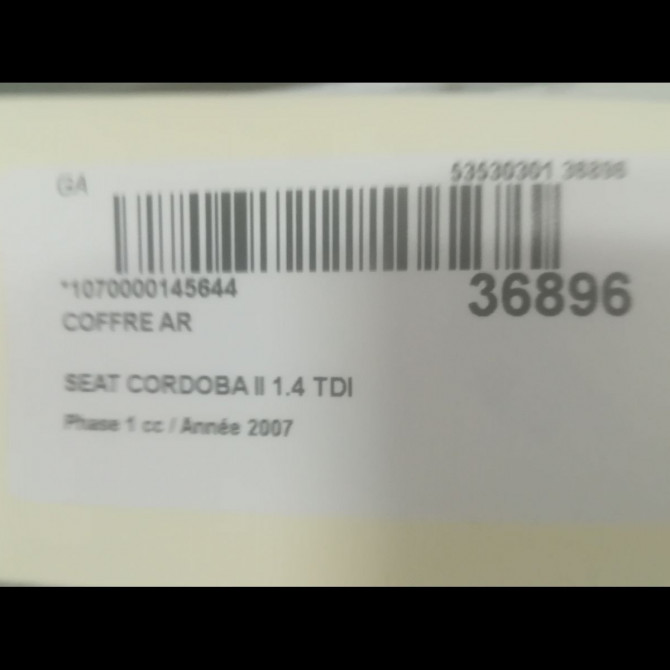 GA
53530301 36896
*1070000145644
36896
COFFRE AR
SEAT CORDOBA II 1.4 TDI
Phase 1 cc / Année 2007